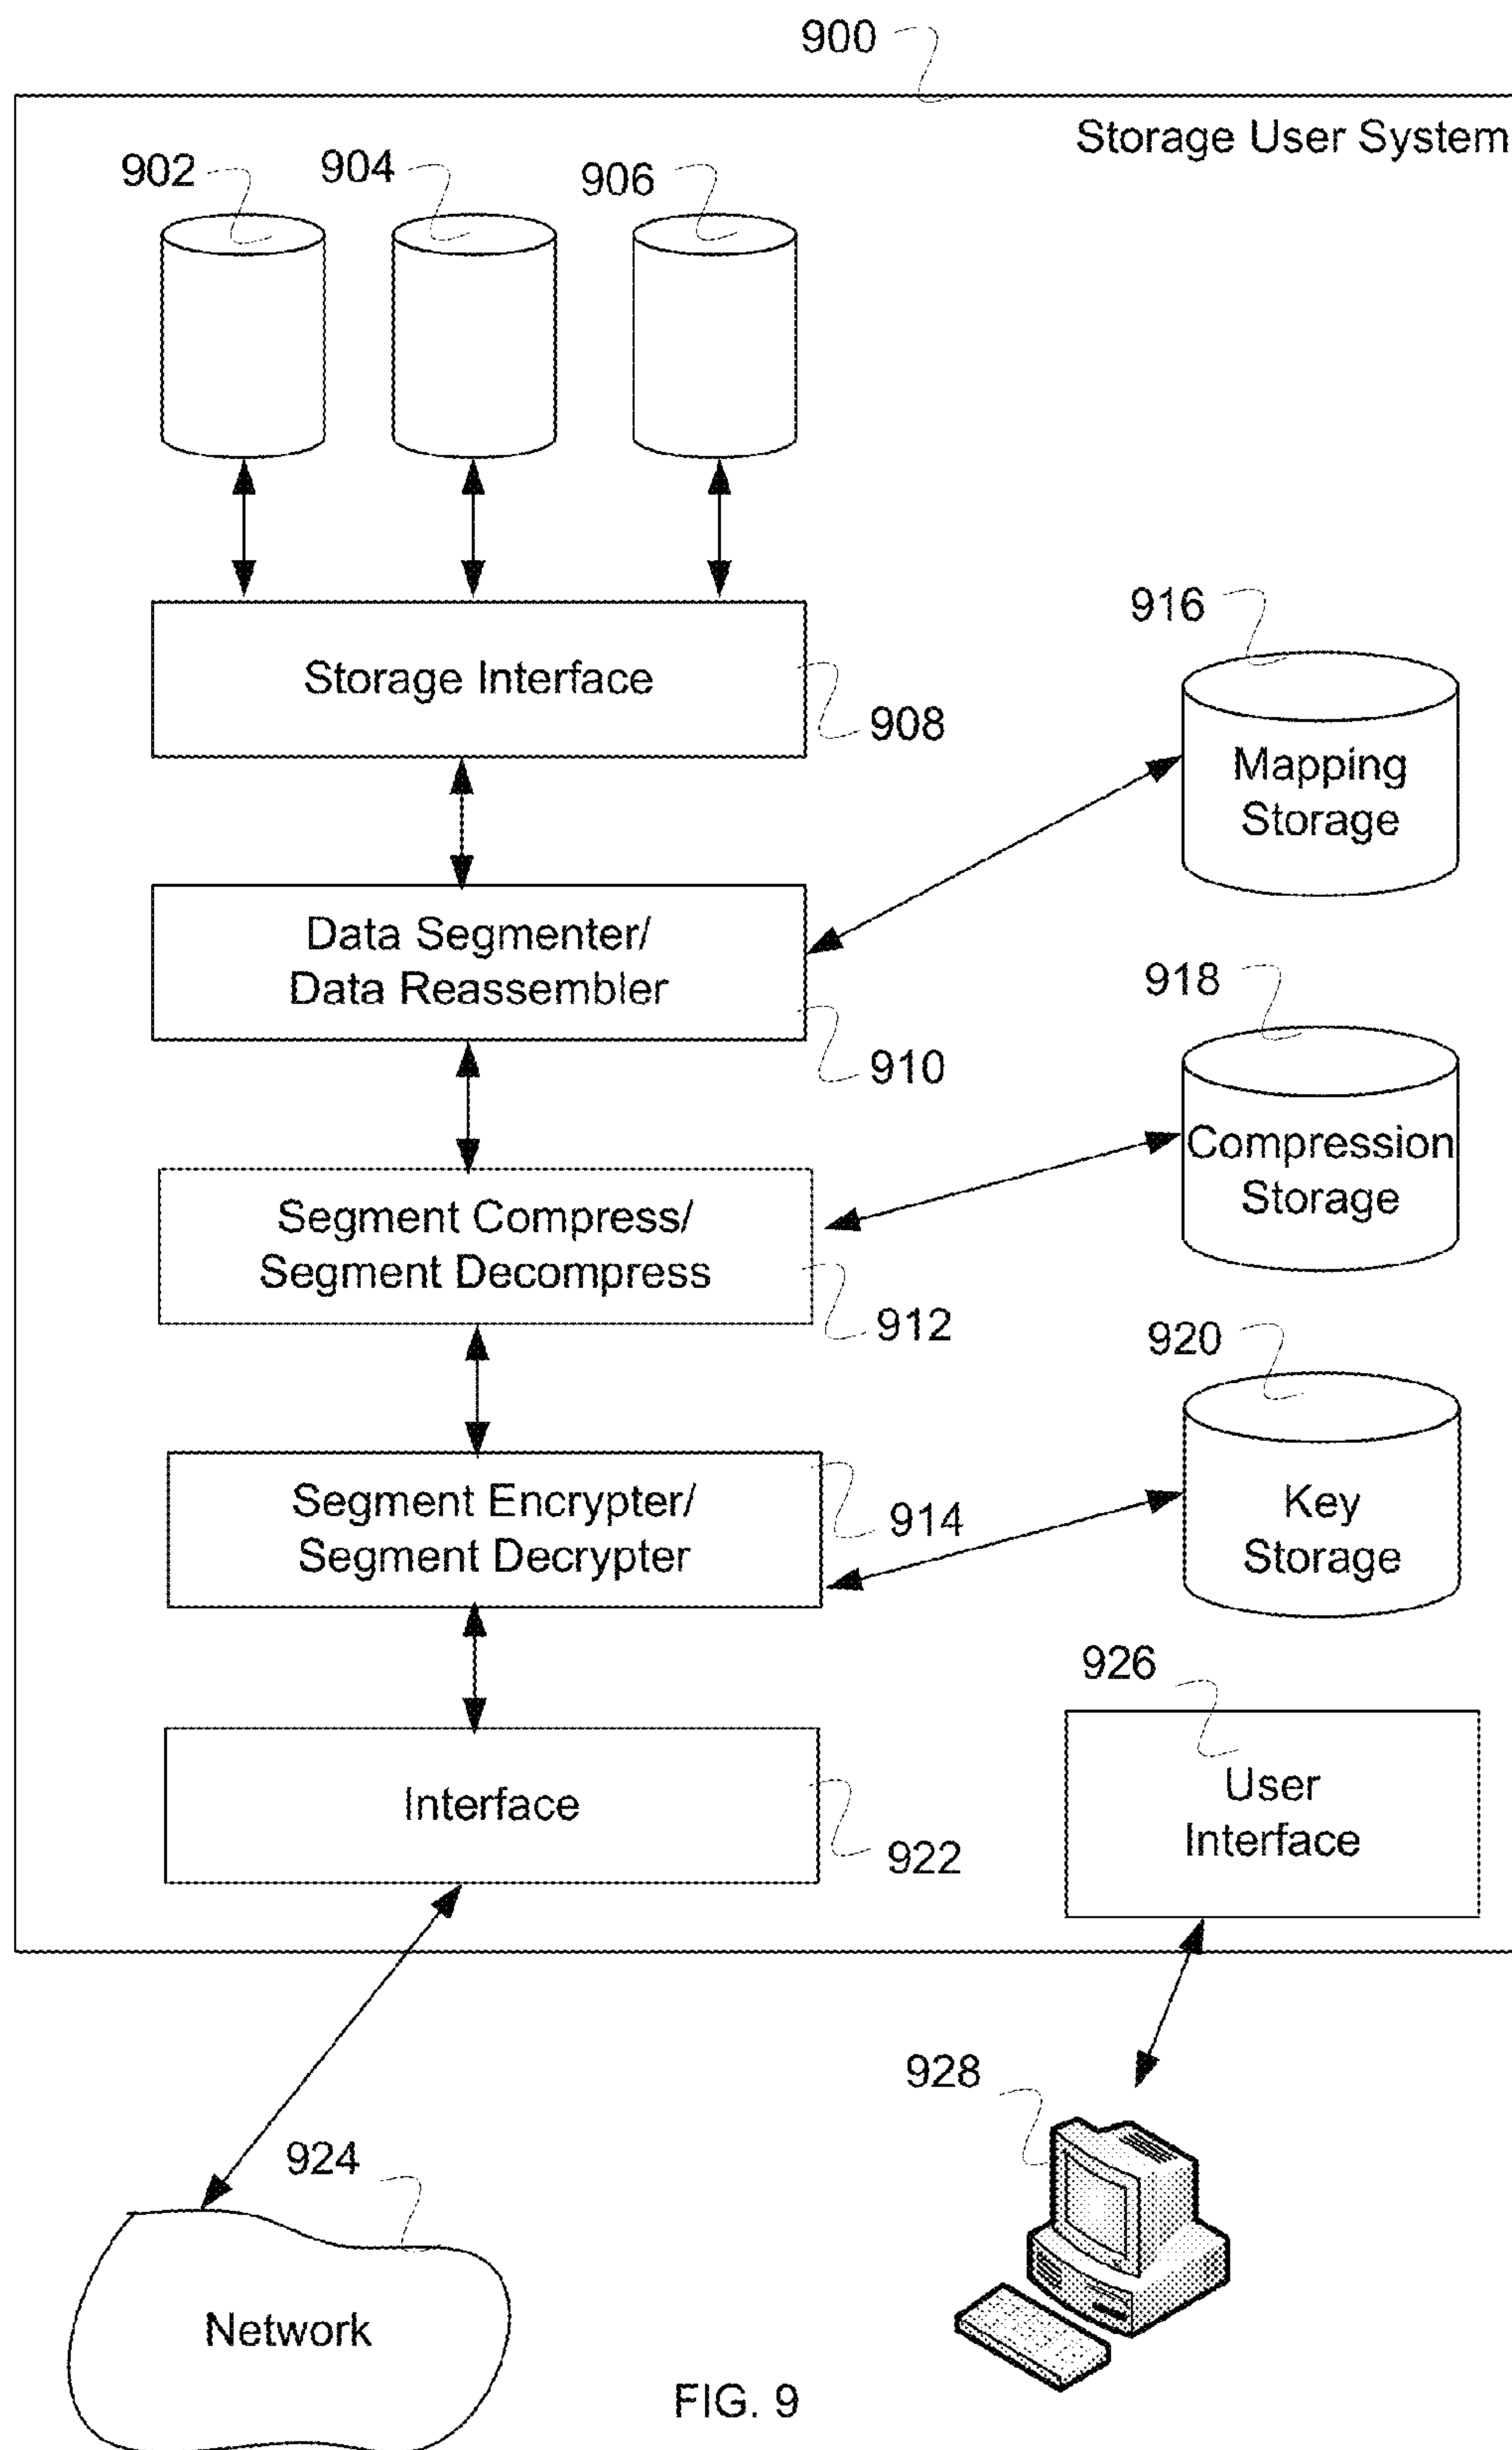 900
Storage User System
902
904
906
Storage Interface
908
916
Mapping
Storage
Data Segmenter/
Data Reassembler
910
918
Compression
Storage
Segment Compress/
Segment Decompress
912
920
Key
Storage
Segment Encrypter/
Segment Decrypter
914
926
User
Interface
Interface
922
928
924
Network
FIG. 9